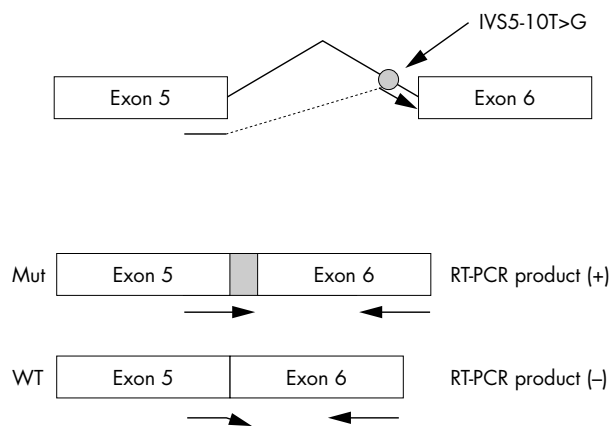 IVS5-10T>G
Exon 5 Exon 6
Mut Exon 5 Exon 6 RT-PCR product (+)
WT Exon 5 Exon 6 RT-PCR product (–)